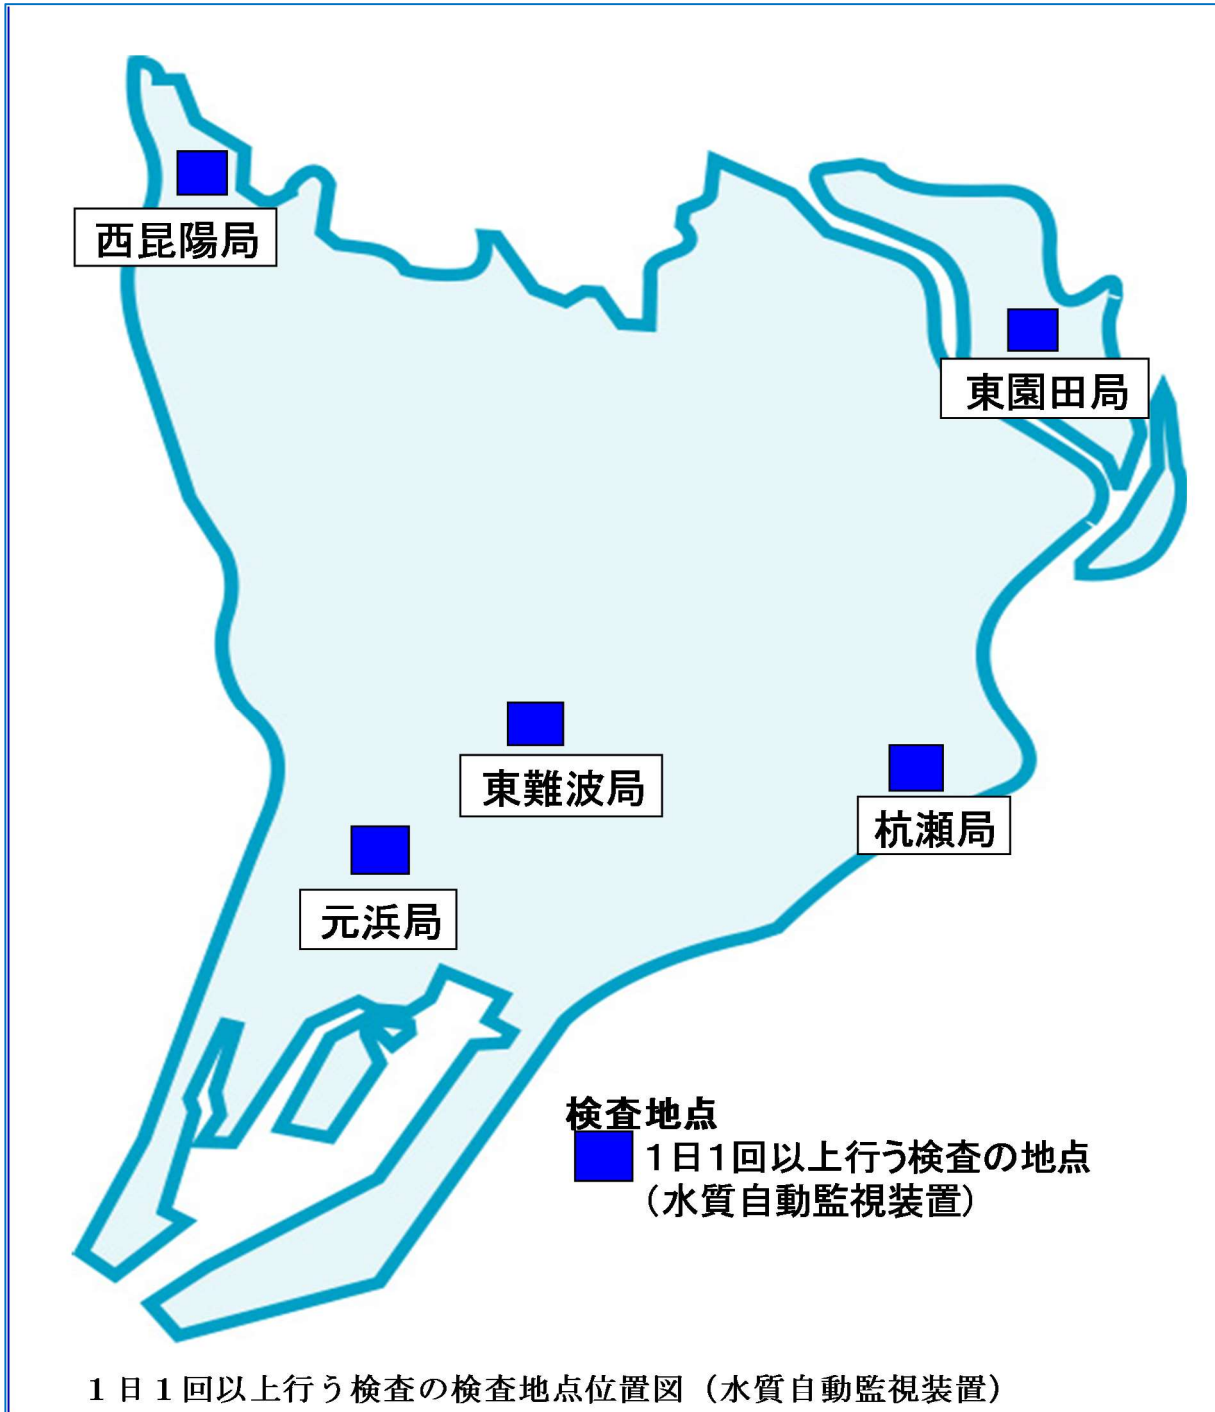 西昆陽局
東園田局
東難波局
杭瀬局
元浜局
検査地点
1日1回以上行う検査の地点
(水質自動監視装置)
1日1回以上行う検査の検査地点位置図（水質自動監視装置）